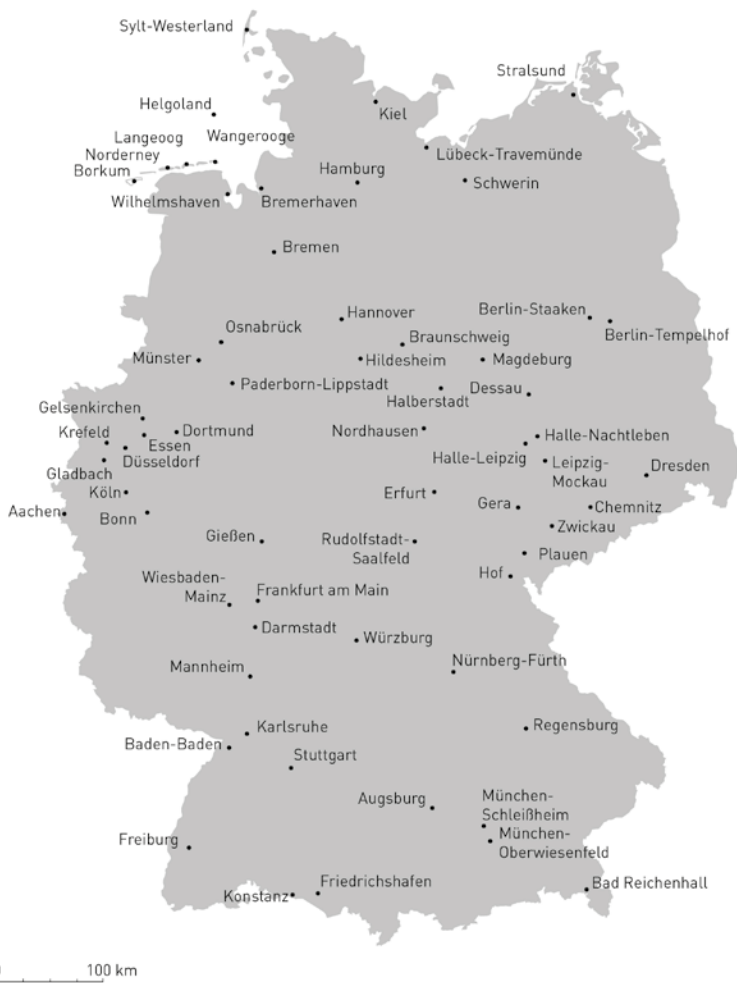 Sylt-Westerland
Stralsund
Helgoland
Kiel
Langeoog
Wangerooge
Norderney
Lübeck-Travemünde
Borkum
Hamburg
Schwerin
Wilhelmshaven
Bremerhaven
Bremen
Hannover
Berlin-Staaken
Osnabrück
Braunschweig
Berlin-Tempelhof
Münster
Hildesheim
Magdeburg
Paderborn-Lippstadt
Dessau
Halberstadt
Gelsenkirchen
Krefeld
Dortmund
Nordhausen
Halle-Nachtleben
Essen
Düsseldorf
Halle-Leipzig
Leipzig-
Mockau
Dresden
Gladbach
Köln
Erfurt
Gera
Chemnitz
Aachen
Bonn
Zwickau
Gießen
Rudolfstadt-
Saalfeld
Plauen
Hof
Wiesbaden-
Mainz
Frankfurt am Main
Darmstadt
Würzburg
Mannheim
Nürnberg-Fürth
Karlsruhe
Regensburg
Baden-Baden
Stuttgart
Augsburg
München-
Schleißheim
München-
Oberwiesenfeld
Freiburg
Friedrichshafen
Bad Reichenhall
Konstanz
100 km